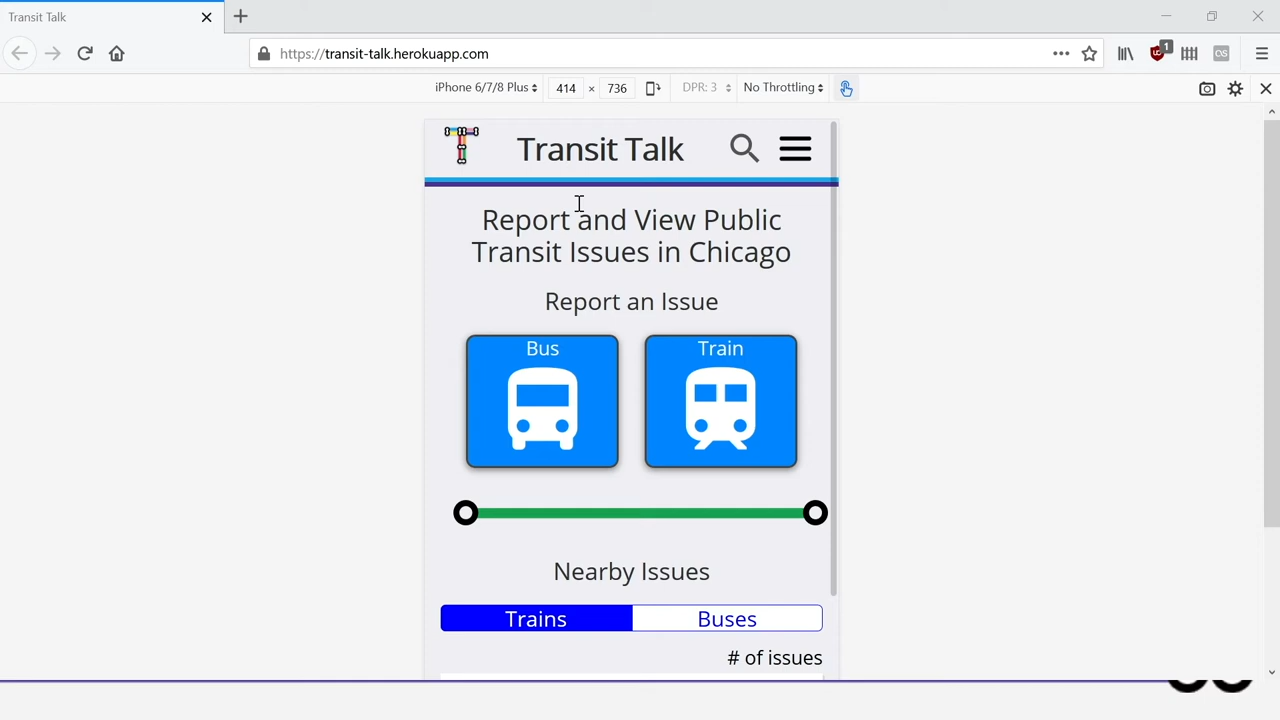 Transit Talk
https://transit-talk.herokuapp.com
1
iPhone 6/7/8 Plus 414 × 736 DPR: 3 No Throttling
Transit Talk
Report and View Public
Transit Issues in Chicago
Report an Issue
Bus Train
Nearby Issues
Trains Buses
# of issues